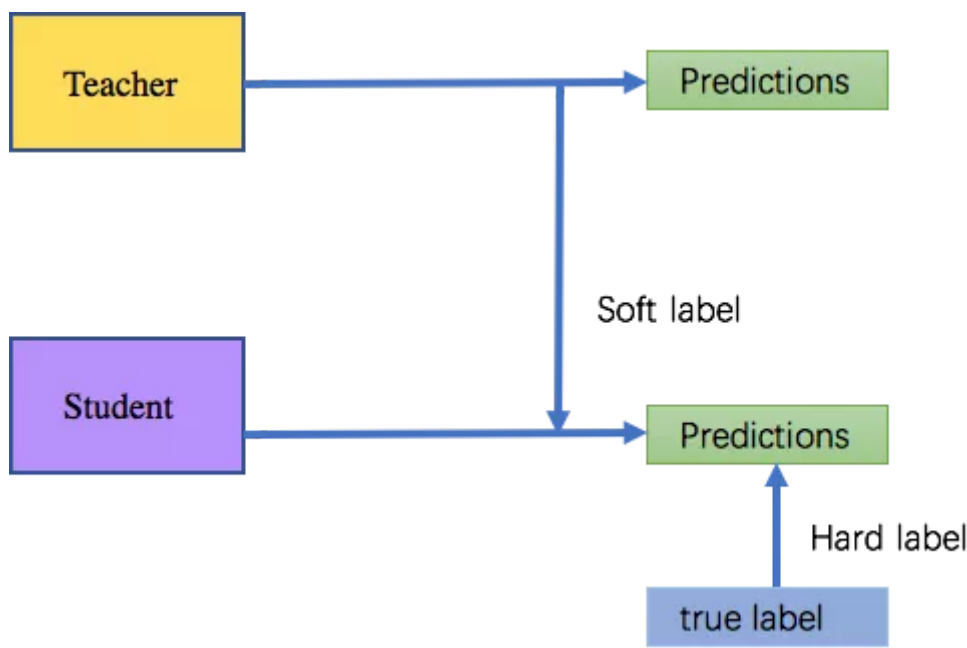 Teacher
Predictions
Soft label
Student
Predictions
Hard label
true label